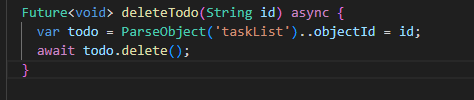 Future<void> deleteTodo(String id) async {
  var todo = ParseObject('taskList')..objectId = id;
  await todo.delete();
}